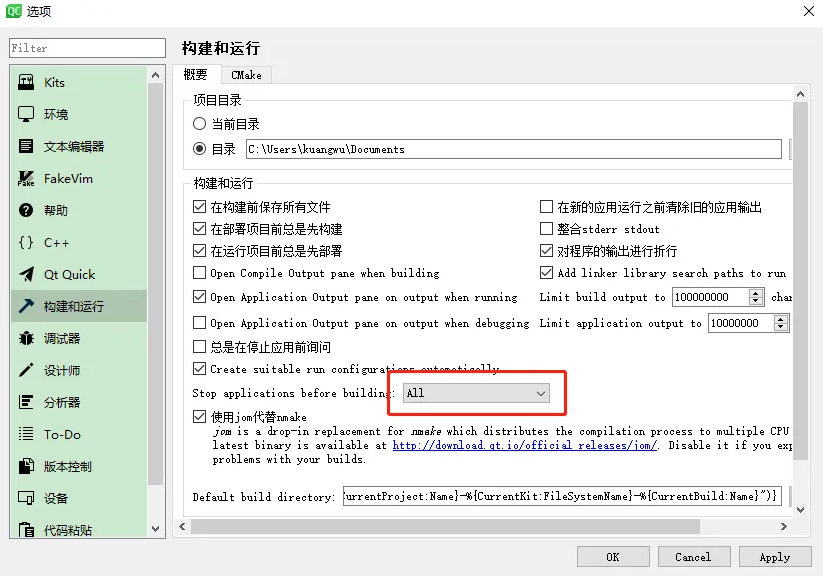 QC 选项
Filter
Kits
环境
文本编辑器
FakeVim
帮助
{} C++
Qt Quick
构建和运行
调试器
设计师
分析器
To-Do
版本控制
设备
代码粘贴
构建和运行
概要 CMake
项目目录
当前目录
目录 C:\Users\kuangwu\Documents
构建和运行
在构建前保存所有文件
在部署项目前总是先构建
在运行项目前总是先部署
Open Compile Output pane when building
Open Application Output pane on output when running
Open Application Output pane on output when debugging
总是在停止应用前询问
Create suitable run configurations automatically
在新的应用运行之前清除旧的应用输出
整合stderr stdout
对程序的输出进行折行
Add linker library search paths to run
Limit build output to 100000000
Limit application output to 10000000
Stop applications before building: All
使用jom代替nmake
jom is a drop-in replacement for nmake which distributes the compilation process to multiple CPU
latest binary is available at http://download.qt.io/official_releases/jom/. Disable it if you
problems with your builds.
Default build directory: CurrentProject:Name}-%{CurrentKit:FileSystemName}-%{CurrentBuild:Name}")}
OK Cancel Apply